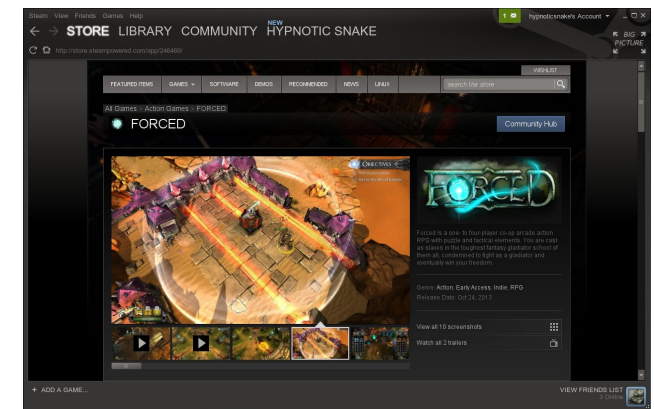 Steam View Friends Games Help
1
hypnoticsnake's Account
STORE LIBRARY COMMUNITY NEW HYPNOTIC SNAKE
BIG PICTURE
http://store.steampowered.com/app/246460/
WISHLIST
FEATURED ITEMS GAMES SOFTWARE DEMOS RECOMMENDED NEWS LINUX
search the store
All Games > Action Games > FORCED
FORCED
Community Hub
OBJECTIVES
FORCED
Forced is a one- to four-player co-op arcade action
RPG with puzzle and tactical elements. You are cast
as slaves in the toughest fantasy gladiator school of
them all, condemned to fight as a gladiator and
eventually win your freedom.
Genre: Action, Early Access, Indie, RPG
Release Date: Oct 24, 2013
View all 10 screenshots
Watch all 2 trailers
+ ADD A GAME...
VIEW FRIENDS LIST
Online